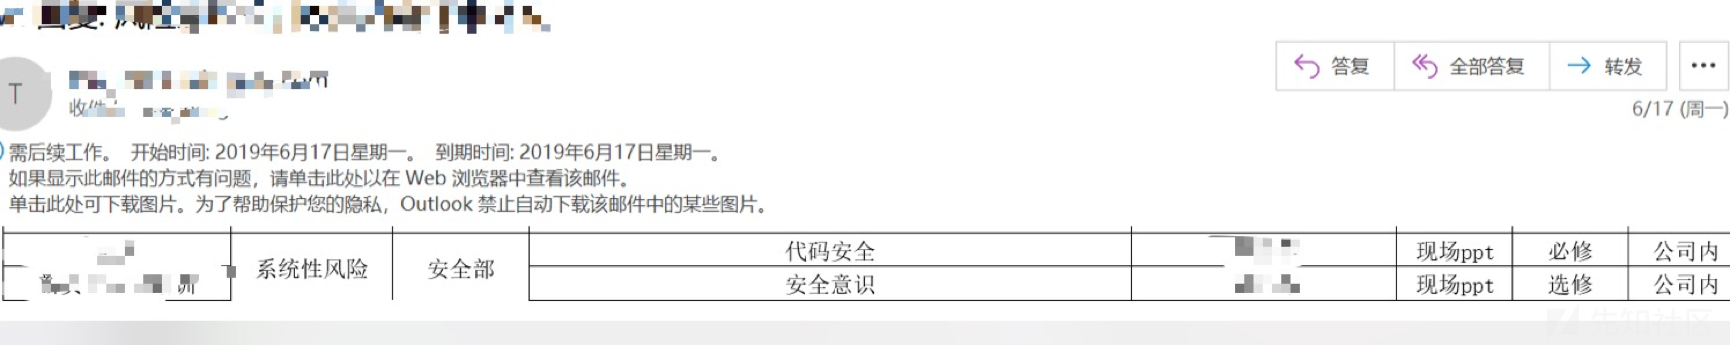 回复:风险
T
收件
答复 全部答复 转发 ···
6/17 (周一)
需后续工作。 开始时间: 2019年6月17日星期一。 到期时间: 2019年6月17日星期一。
如果显示此邮件的方式有问题，请单击此处以在 Web 浏览器中查看该邮件。
单击此处可下载图片。为了帮助保护您的隐私，Outlook 禁止自动下载该邮件中的某些图片。
系统性风险 安全部 代码安全 现场ppt 必修 公司内
安全意识 现场ppt 选修 公司内
先知社区